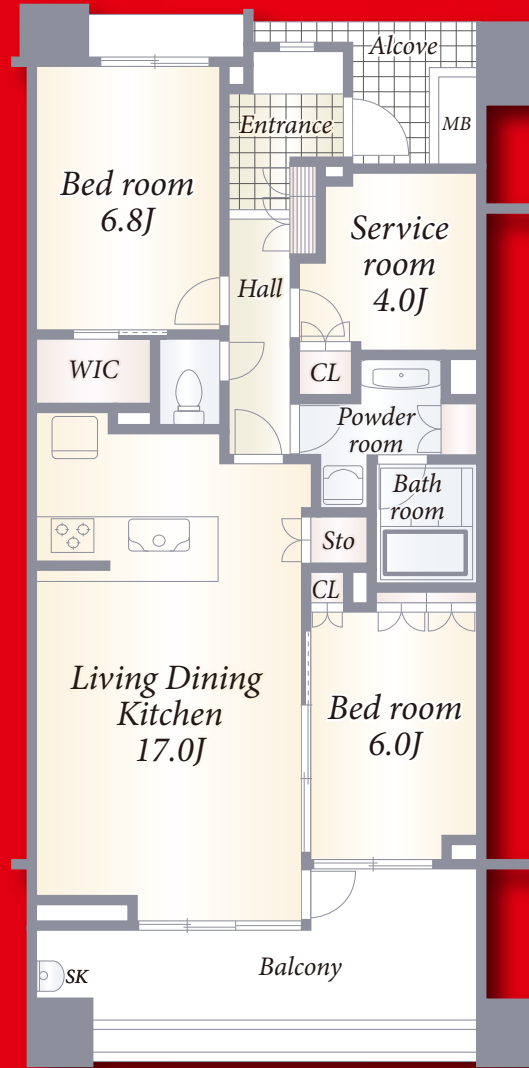 Alcove
MB
Entrance
Bed room
6.8J
Service
room
4.0J
Hall
WIC
CL
Powder
room
Bath
room
Sto
CL
Living Dining
Kitchen
17.0J
Bed room
6.0J
Balcony
SK